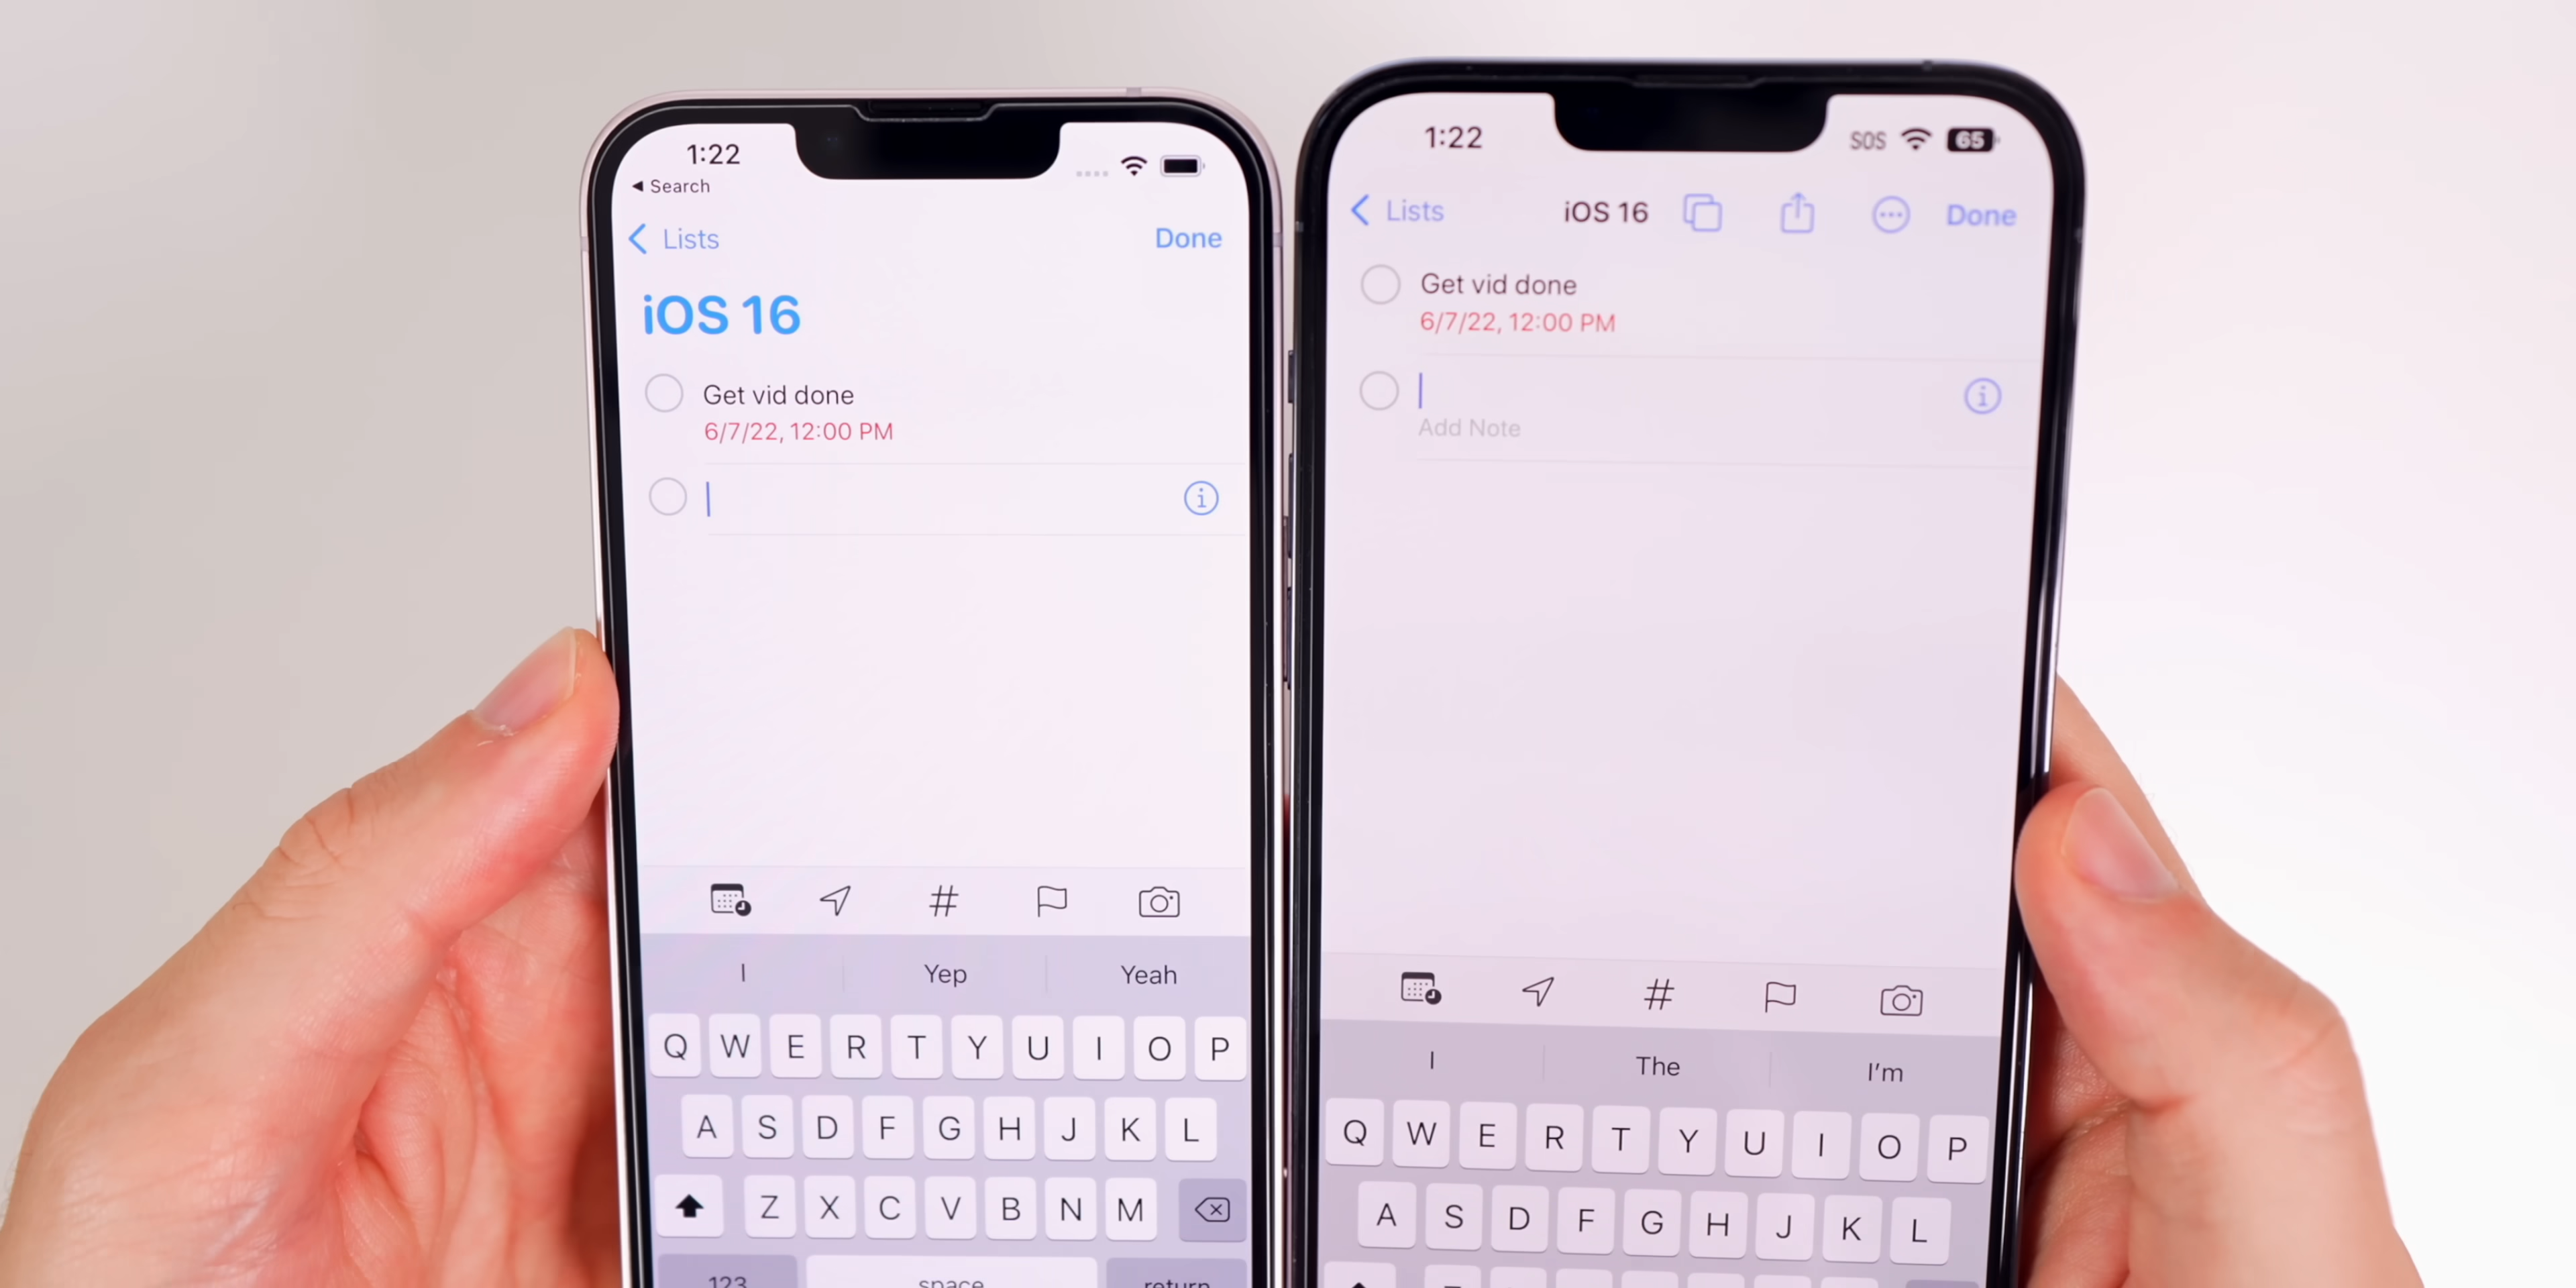 1:22
Search
Lists
Done
iOS 16
Get vid done
6/7/22, 12:00 PM
I
Yep
Yeah
Q W E R T Y U I O P
A S D F G H J K L
Z X C V B N M
123
space
return
1:22
SOS
65
Lists
iOS 16
Done
Get vid done
6/7/22, 12:00 PM
Add Note
I
The
I'm
Q W E R T Y U I O P
A S D F G H J K L